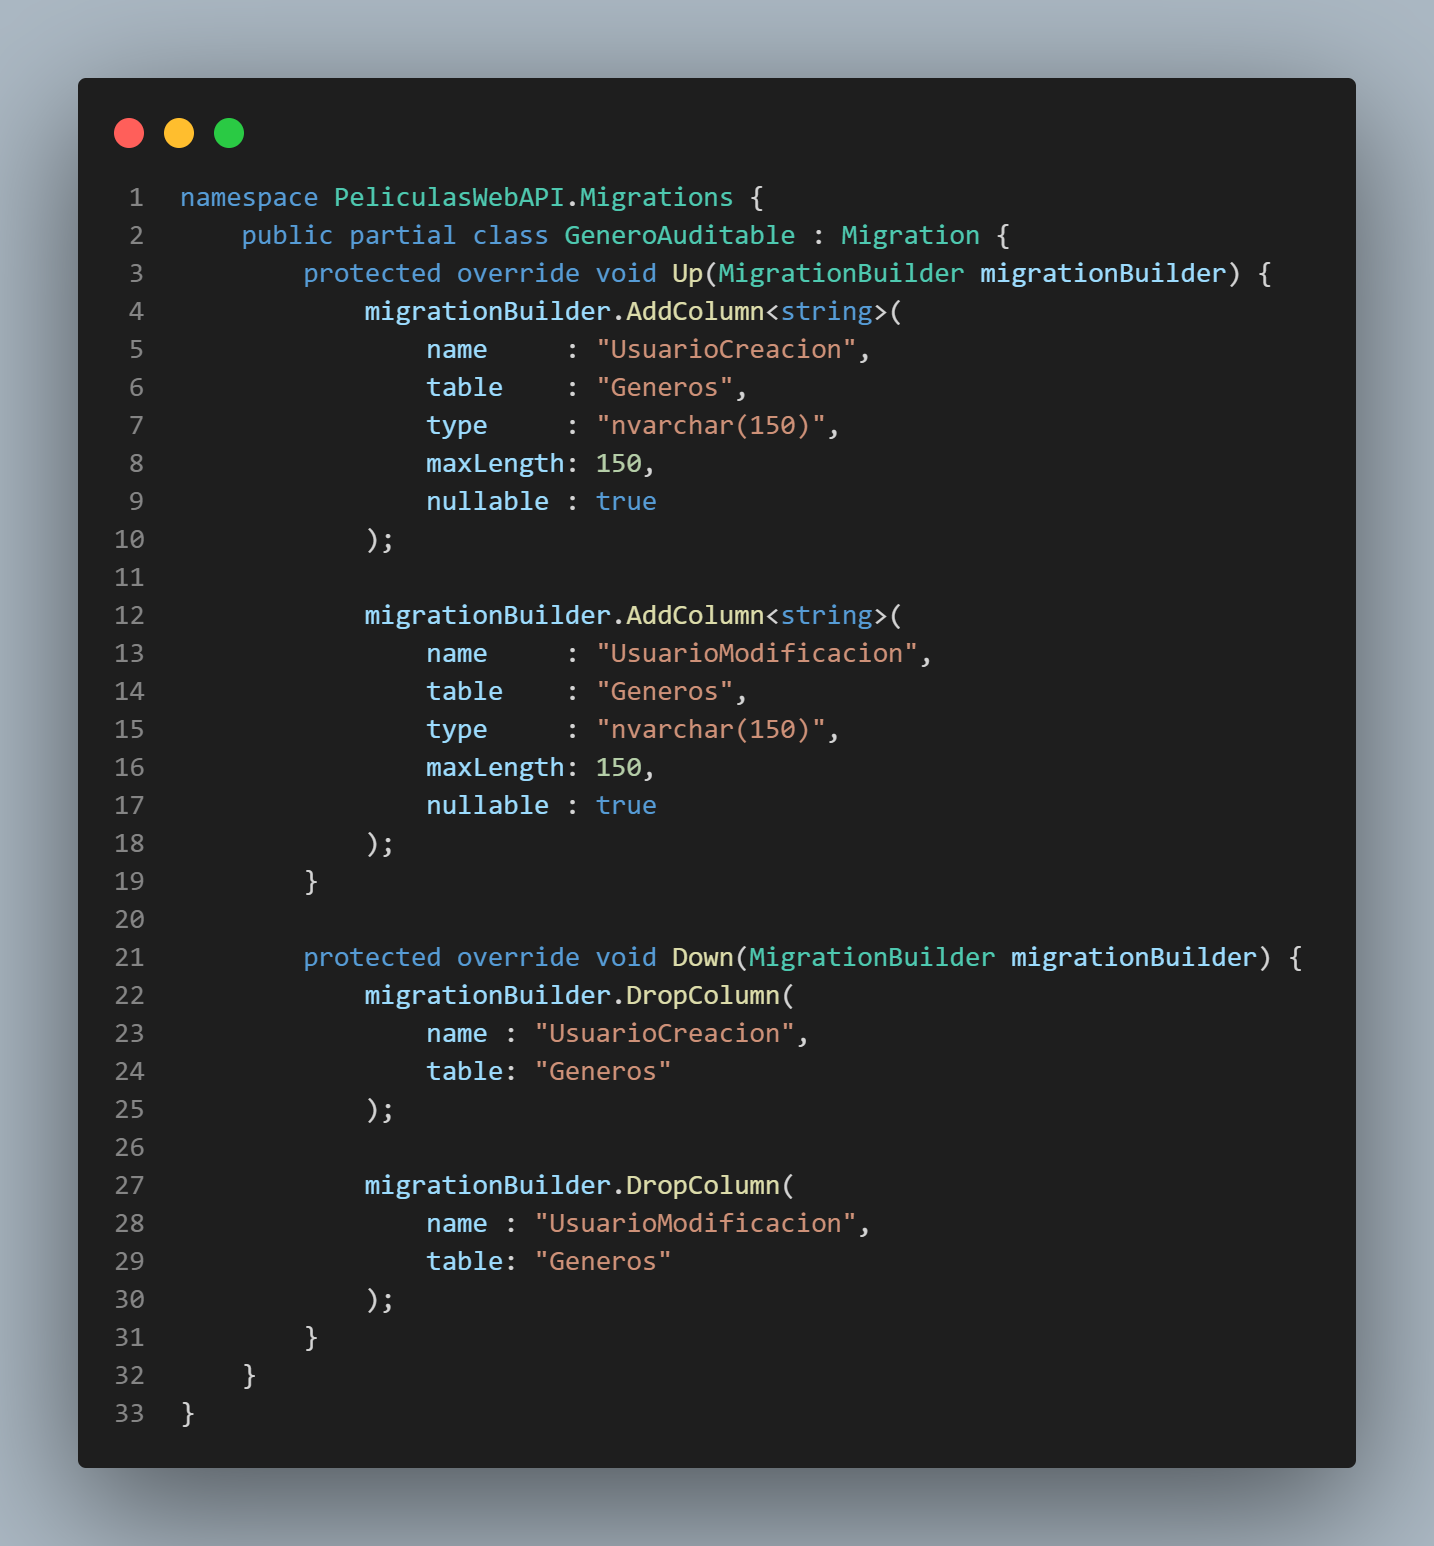 1 namespace PeliculasWebAPI.Migrations {
2     public partial class GeneroAuditable : Migration {
3         protected override void Up(MigrationBuilder migrationBuilder) {
4             migrationBuilder.AddColumn<string>(
5                 name     : "UsuarioCreacion",
6                 table    : "Generos",
7                 type     : "nvarchar(150)",
8                 maxLength: 150,
9                 nullable : true
10             );
11
12             migrationBuilder.AddColumn<string>(
13                 name     : "UsuarioModificacion",
14                 table    : "Generos",
15                 type     : "nvarchar(150)",
16                 maxLength: 150,
17                 nullable : true
18             );
19         }
20
21         protected override void Down(MigrationBuilder migrationBuilder) {
22             migrationBuilder.DropColumn(
23                 name : "UsuarioCreacion",
24                 table: "Generos"
25             );
26
27             migrationBuilder.DropColumn(
28                 name : "UsuarioModificacion",
29                 table: "Generos"
30             );
31         }
32     }
33 }